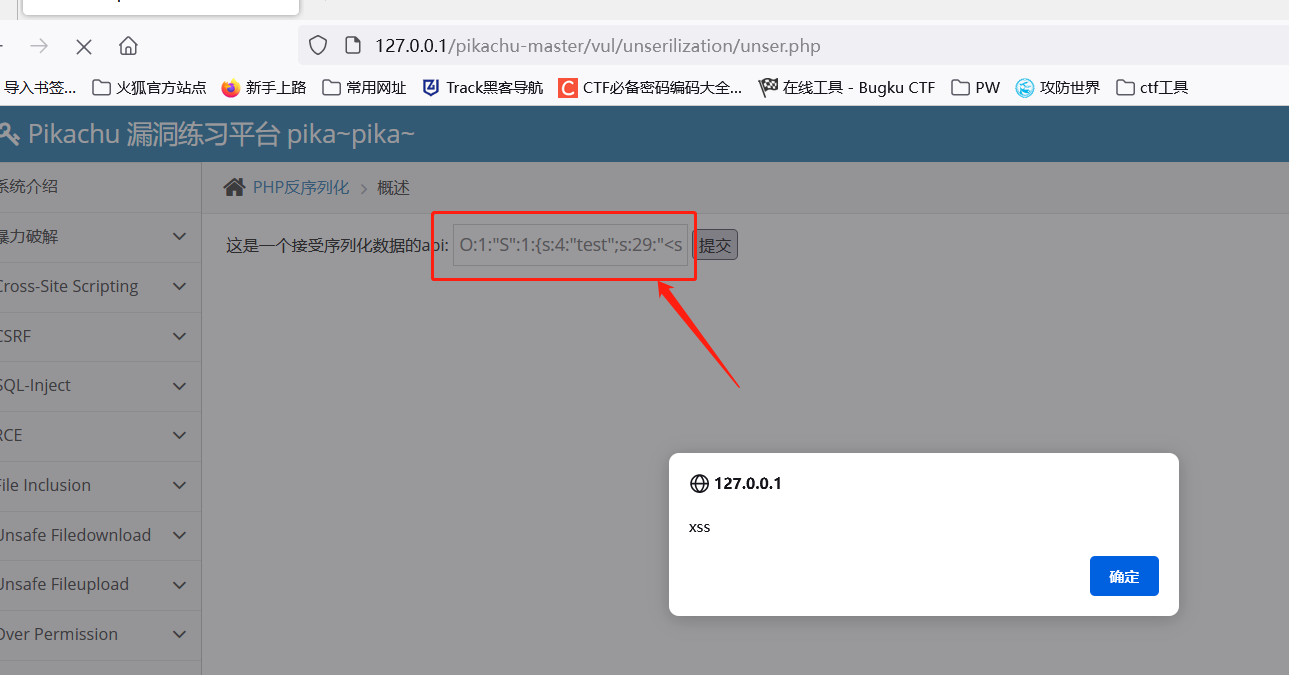 127.0.0.1/pikachu-master/vul/unserilization/unser.php
导入书签... 火狐官方站点 新手上路 常用网址 Track黑客导航 CTF必备密码编码大全... 在线工具 - Bugku CTF PW 攻防世界 ctf工具
Pikachu 漏洞练习平台 pika~pika~
系统介绍
PHP反序列化 > 概述
暴力破解
这是一个接受序列化数据的api: O:1:"S":1:{s:4:"test";s:29:"<s 提交
Cross-Site Scripting
CSRF
SQL-Inject
RCE
File Inclusion
Unsafe Filedownload
Unsafe Fileupload
Over Permission
127.0.0.1
xss
确定